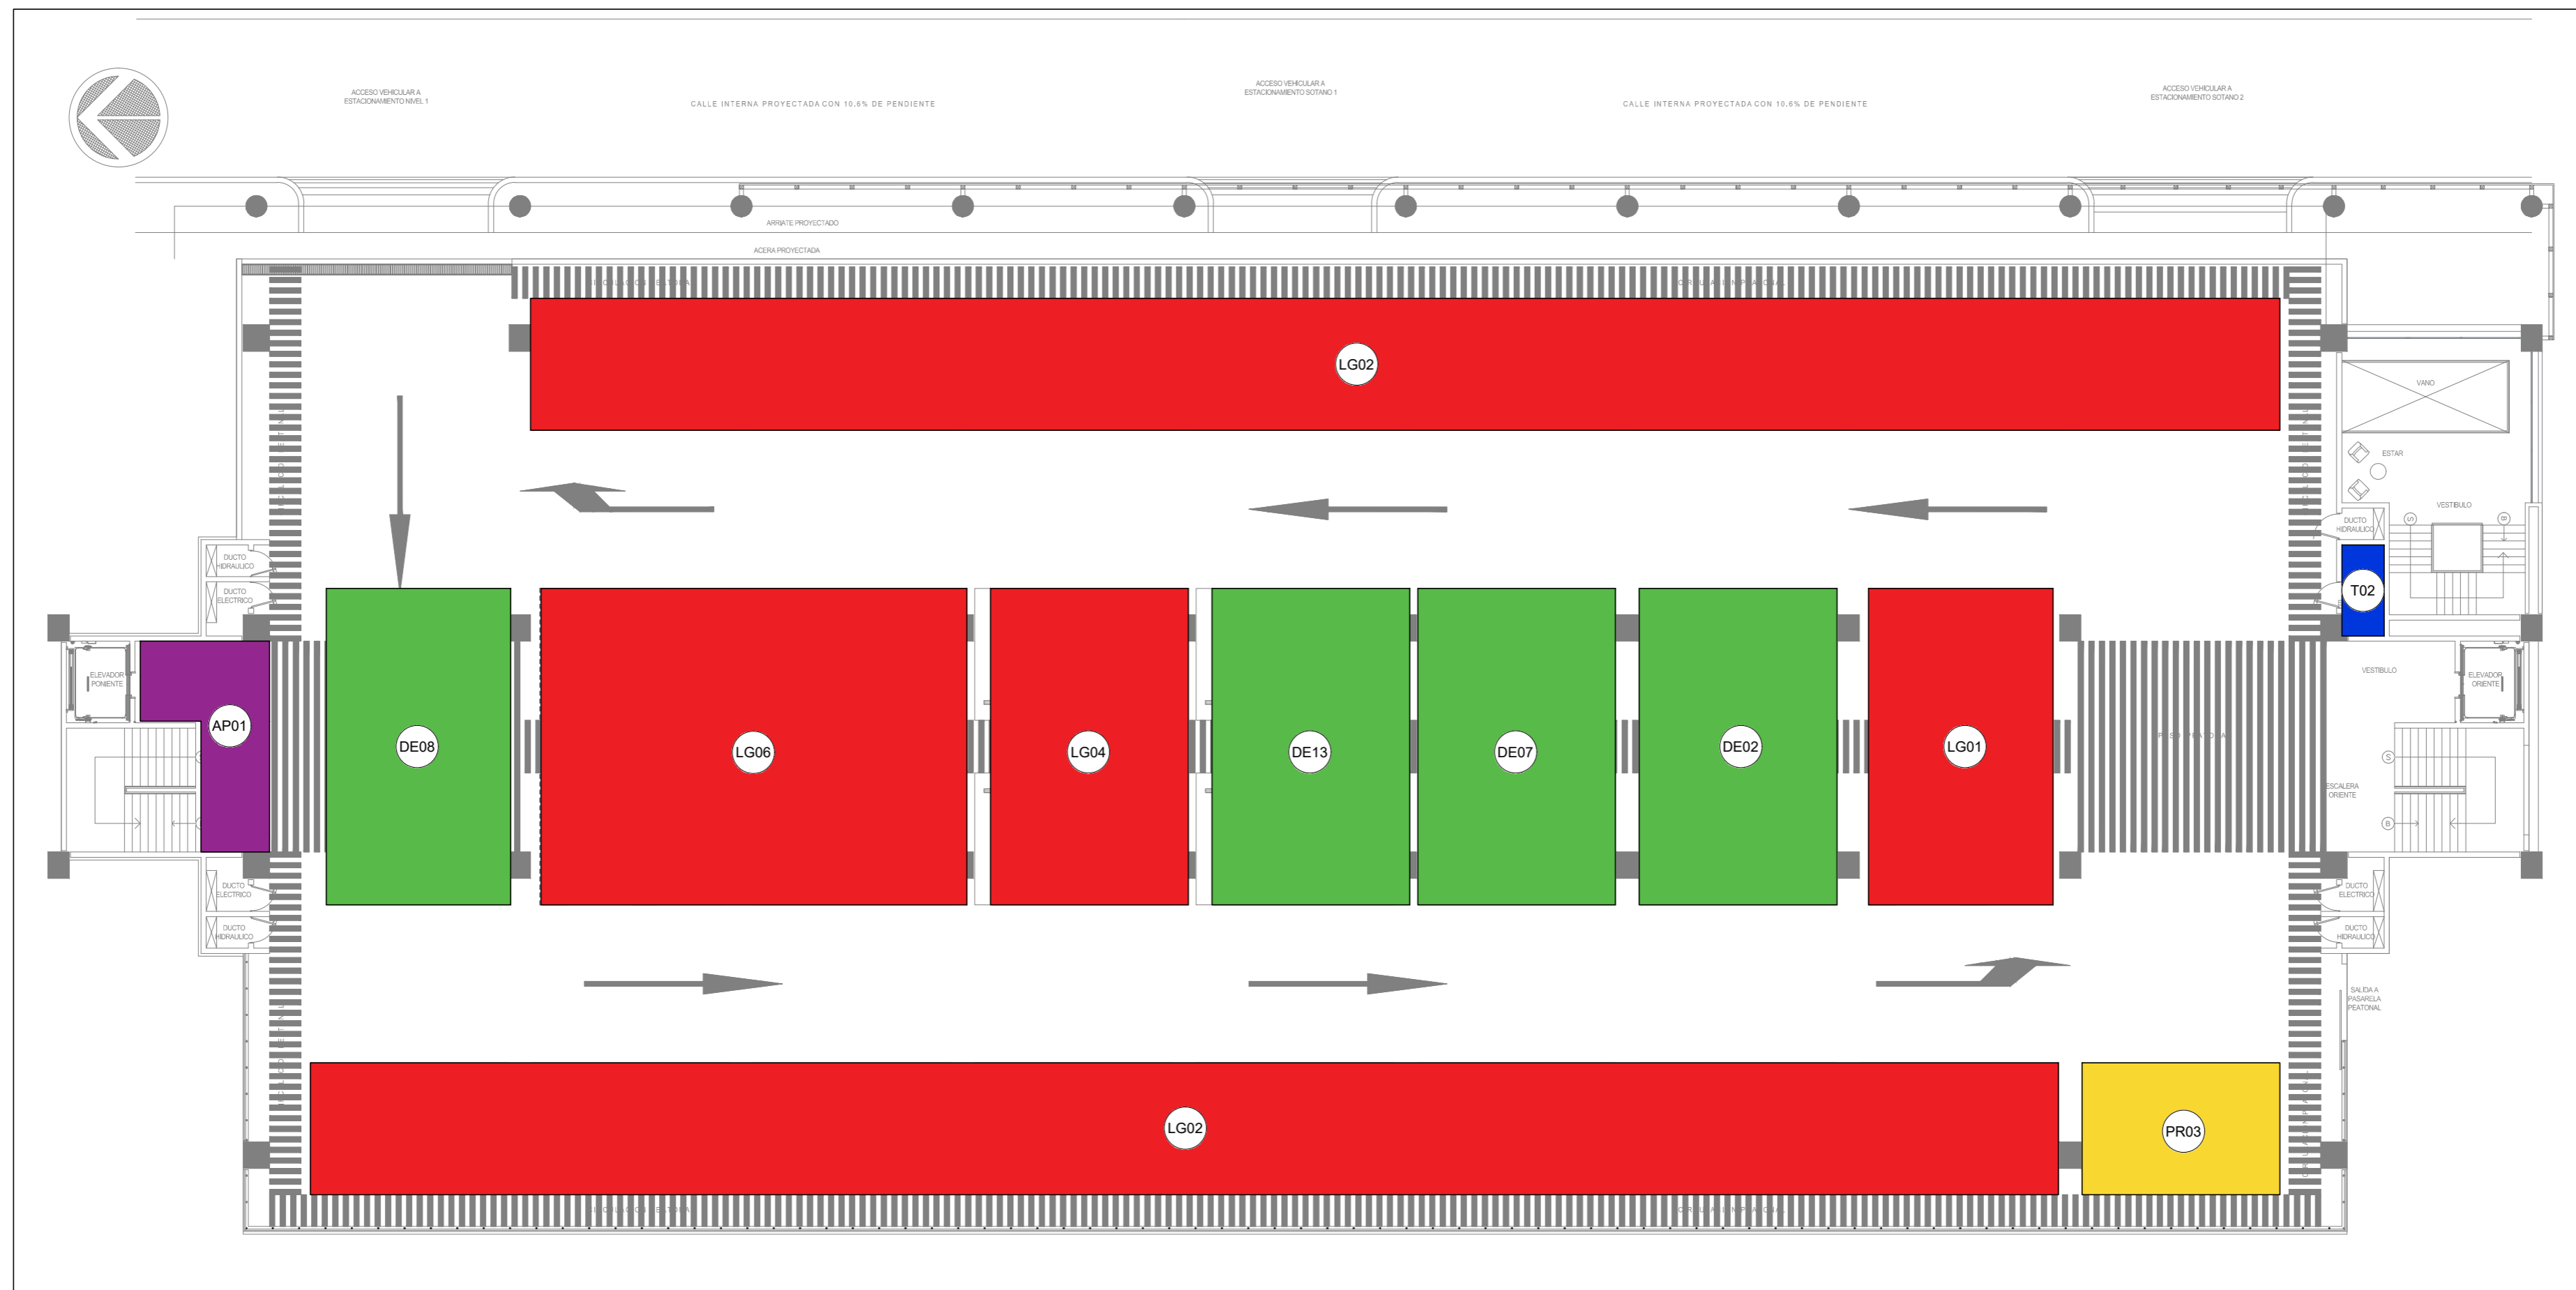 ACCESO VEHICULAR A
ESTACIONAMIENTO NIVEL 1
CALLE INTERNA PROYECTADA CON 10.6% DE PENDIENTE
ACCESO VEHICULAR A
ESTACIONAMIENTO SOTANO 1
CALLE INTERNA PROYECTADA CON 10.6% DE PENDIENTE
ACCESO VEHICULAR A
ESTACIONAMIENTO SOTANO 2
ARRIATE PROYECTADO
ACERA PROYECTADA
LG02
VANO
ESTAR
VESTIBULO
DUCTO
HIDRAULICO
S
B
DUCTO
HIDRAULICO
DUCTO
ELECTRICO
T02
ELEVADOR
PONIENTE
AP01
DE08
LG06
LG04
DE13
DE07
DE02
LG01
VESTIBULO
ELEVADOR
ORIENTE
S
ESCALERA
ORIENTE
B
DUCTO
ELECTRICO
DUCTO
HIDRAULICO
DUCTO
ELECTRICO
DUCTO
HIDRAULICO
SALIDA A
PASARELA
PEATONAL
LG02
PR03